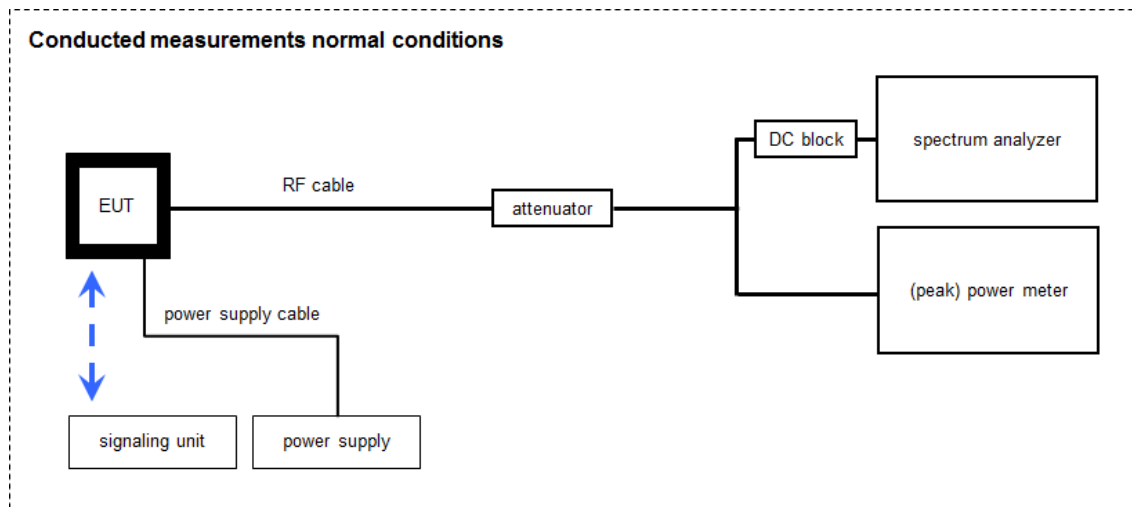 Conducted measurements normal conditions
DC block
spectrum analyzer
EUT
RF cable
attenuator
(peak) power meter
power supply cable
signaling unit
power supply